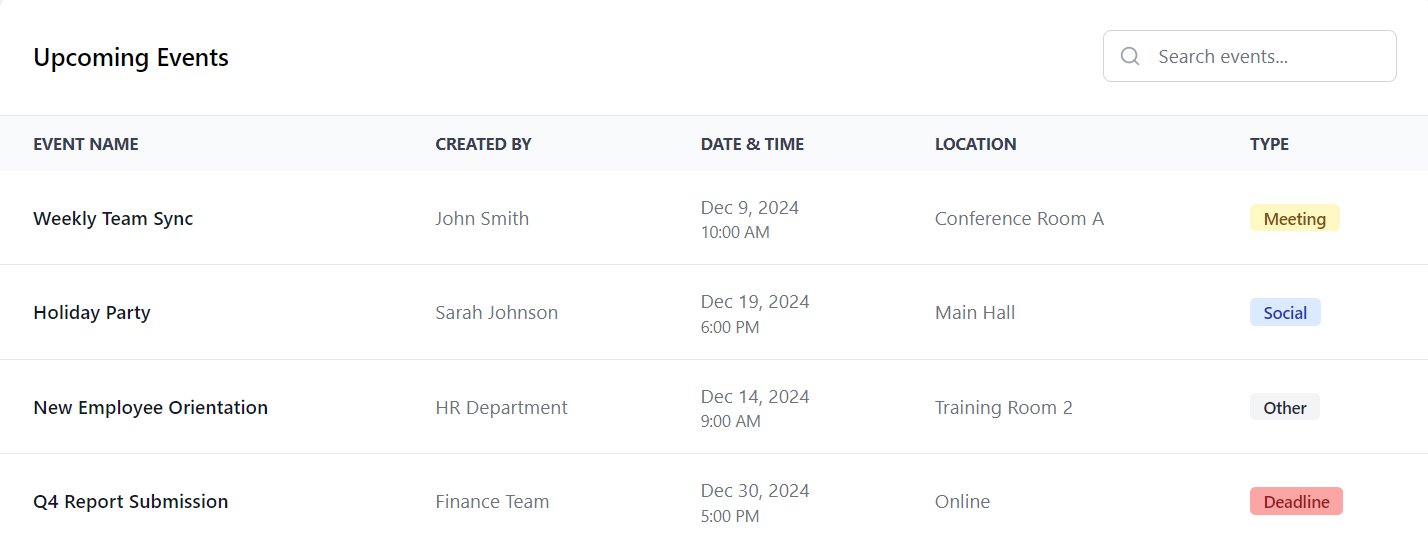 Upcoming Events
Search events...
EVENT NAME CREATED BY DATE & TIME LOCATION TYPE
Weekly Team Sync John Smith Dec 9, 2024 Conference Room A Meeting
10:00 AM
Holiday Party Sarah Johnson Dec 19, 2024 Main Hall Social
6:00 PM
New Employee Orientation HR Department Dec 14, 2024 Training Room 2 Other
9:00 AM
Q4 Report Submission Finance Team Dec 30, 2024 Online Deadline
5:00 PM